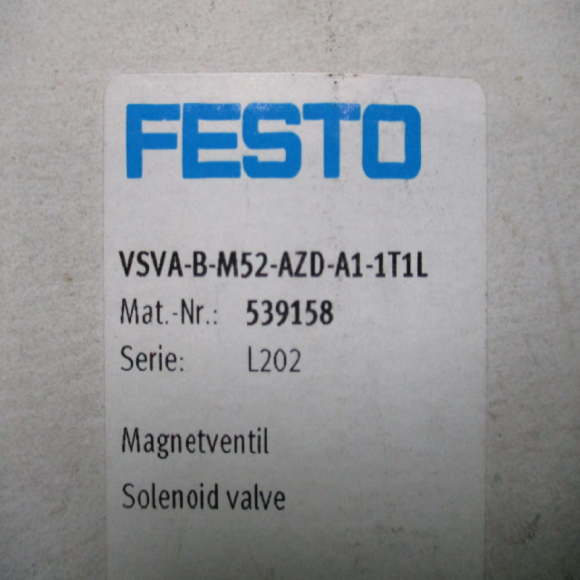 FESTO
VSVA-B-M52-AZD-A1-1T1L
Mat.-Nr.: 539158
Serie: L202
Magnetventil
Solenoid valve